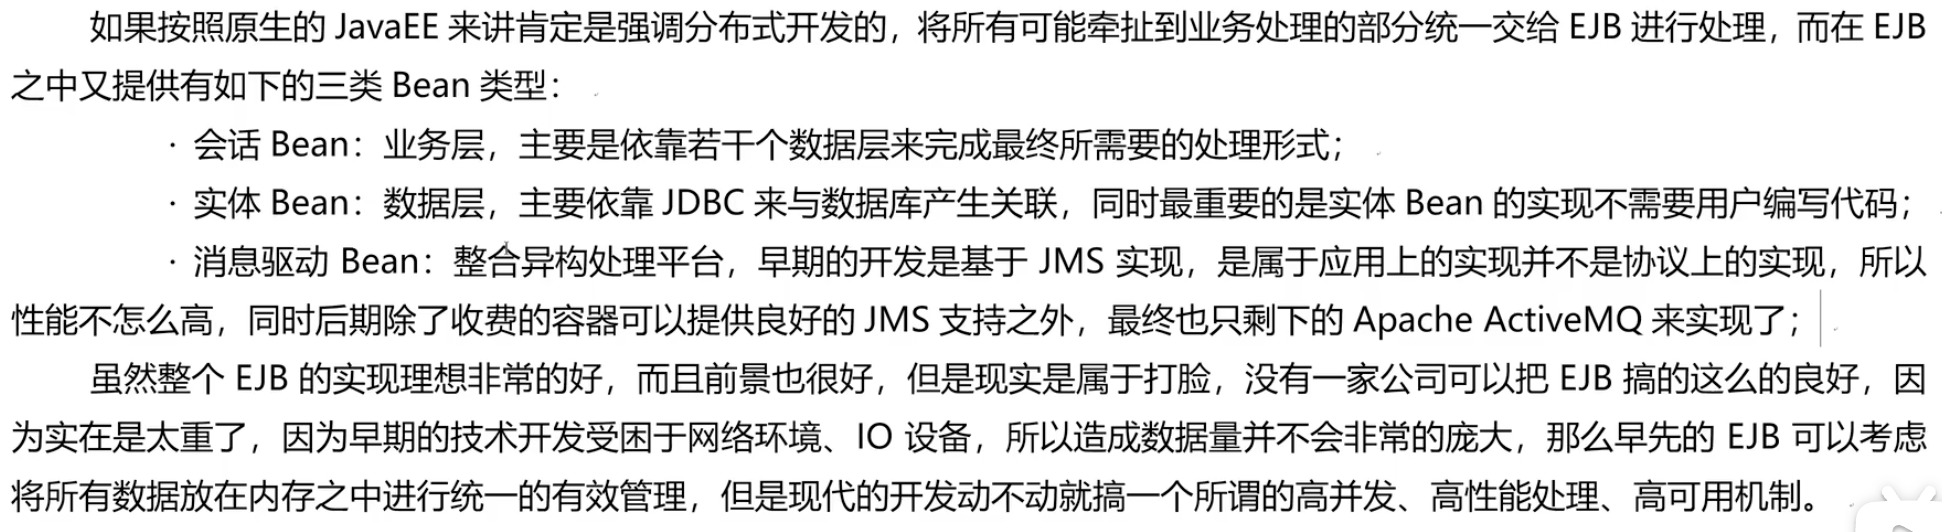 如果按照原生的 JavaEE 来讲肯定是强调分布式开发的，将所有可能牵扯到业务处理的部分统一交给 EJB 进行处理，而在 EJB
之中又提供有如下的三类 Bean 类型：
· 会话 Bean：业务层，主要是依靠若干个数据层来完成最终所需要的处理形式；
· 实体 Bean：数据层，主要依靠 JDBC 来与数据库产生关联，同时最重要的是实体 Bean 的实现不需要用户编写代码；
· 消息驱动 Bean：整合异构处理平台，早期的开发是基于 JMS 实现，是属于应用上的实现并不是协议上的实现，所以
性能不怎么高，同时后期除了收费的容器可以提供良好的 JMS 支持之外，最终也只剩下的 Apache ActiveMQ 来实现了；
虽然整个 EJB 的实现理想非常的好，而且前景也很好，但是现实是属于打脸，没有一家公司可以把 EJB 搞的这么的良好，因
为实在是太重了，因为早期的技术开发受困于网络环境、IO 设备，所以造成数据量并不会非常的庞大，那么早先的 EJB 可以考虑
将所有数据放在内存之中进行统一的有效管理，但是现代的开发动不动就搞一个所谓的高并发、高性能处理、高可用机制。